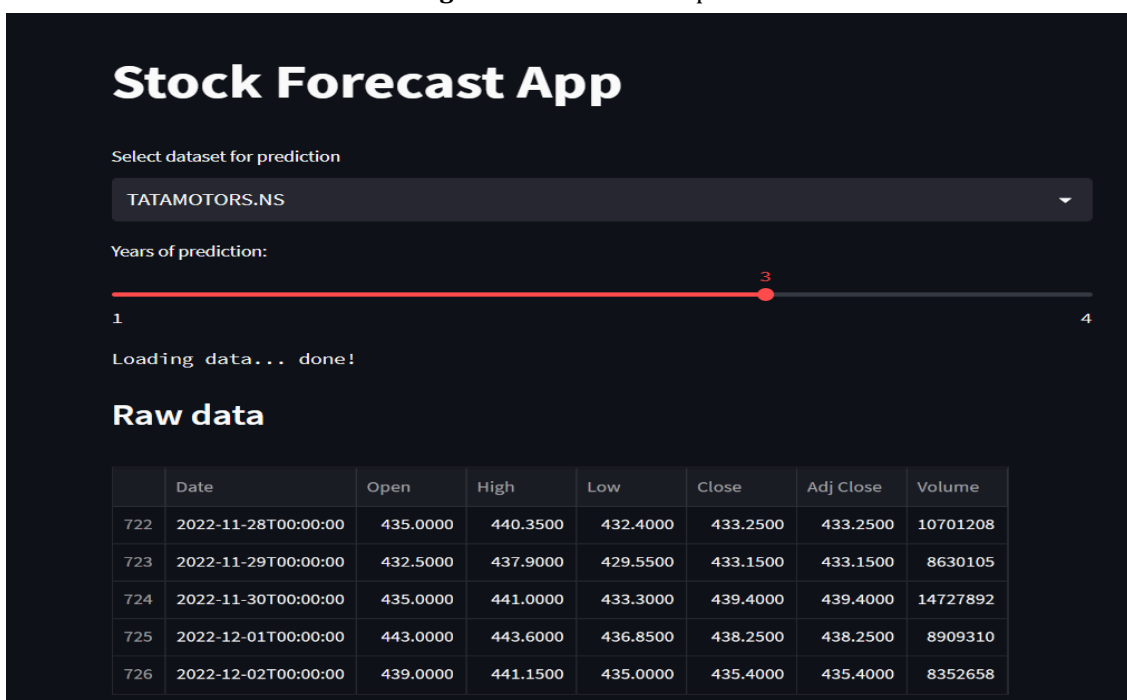 Stock Forecast App
Select dataset for prediction
TATAMOTORS.NS
Years of prediction:
3
1 4
Loading data... done!
Raw data
Date Open High Low Close Adj Close Volume
722 2022-11-28T00:00:00 435.0000 440.3500 432.4000 433.2500 433.2500 10701208
723 2022-11-29T00:00:00 432.5000 437.9000 429.5500 433.1500 433.1500 8630105
724 2022-11-30T00:00:00 435.0000 441.0000 433.3000 439.4000 439.4000 14727892
725 2022-12-01T00:00:00 443.0000 443.6000 436.8500 438.2500 438.2500 8909310
726 2022-12-02T00:00:00 439.0000 441.1500 435.0000 435.4000 435.4000 8352658